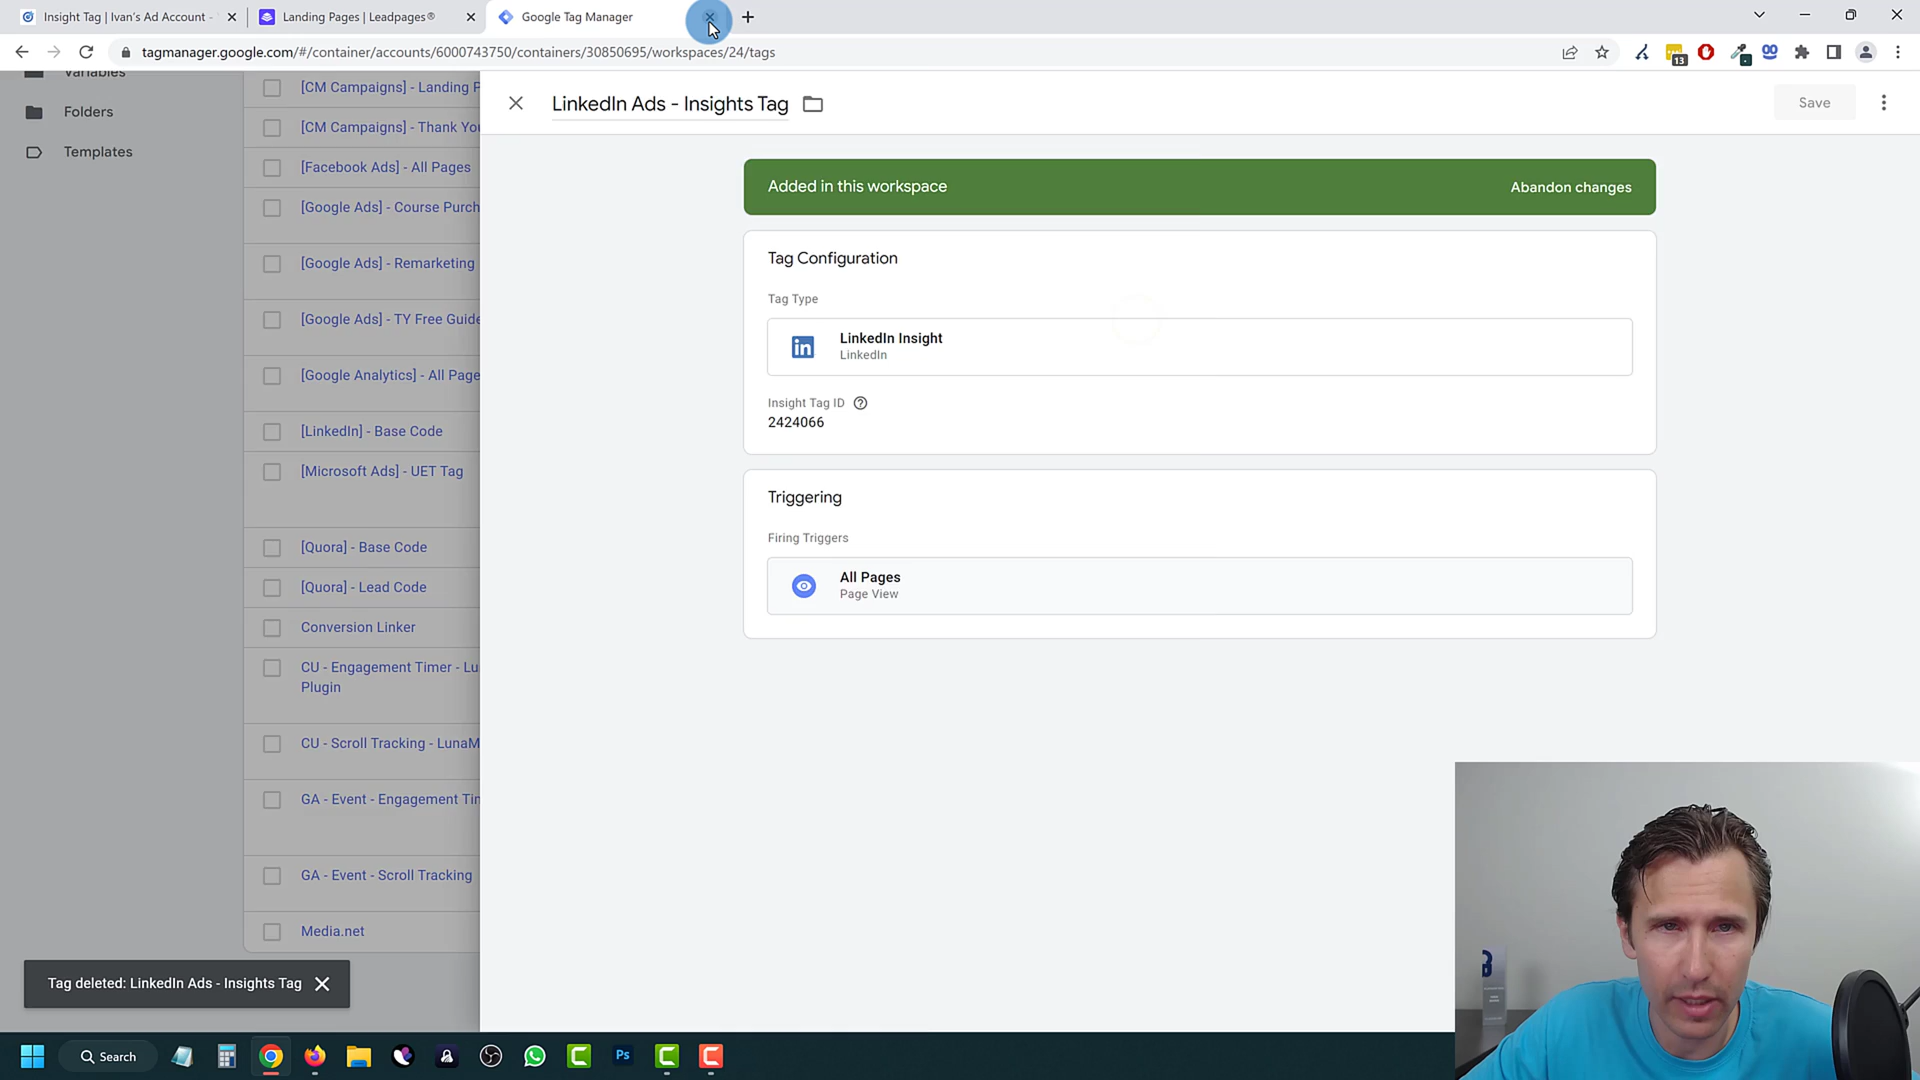 Insight Tag | Ivan's Ad Account -
Landing Pages | Leadpages®
Google Tag Manager
tagmanager.google.com/#/container/accounts/6000743750/containers/30850695/workspaces/24/tags
13
Variables
Folders
Templates
[CM Campaigns] - Landing P
[CM Campaigns] - Thank You
[Facebook Ads] - All Pages
[Google Ads] - Course Purch
[Google Ads] - Remarketing
[Google Ads] - TY Free Guide
[Google Analytics] - All Page
[LinkedIn] - Base Code
[Microsoft Ads] - UET Tag
[Quora] - Base Code
[Quora] - Lead Code
Conversion Linker
CU - Engagement Timer - Lu
Plugin
CU - Scroll Tracking - LunaM
GA - Event - Engagement Tim
GA - Event - Scroll Tracking
Media.net
Tag deleted: LinkedIn Ads - Insights Tag
LinkedIn Ads - Insights Tag
Save
Added in this workspace
Abandon changes
Tag Configuration
Tag Type
in
LinkedIn Insight
LinkedIn
Insight Tag ID
2424066
Triggering
Firing Triggers
All Pages
Page View
Search
Ps